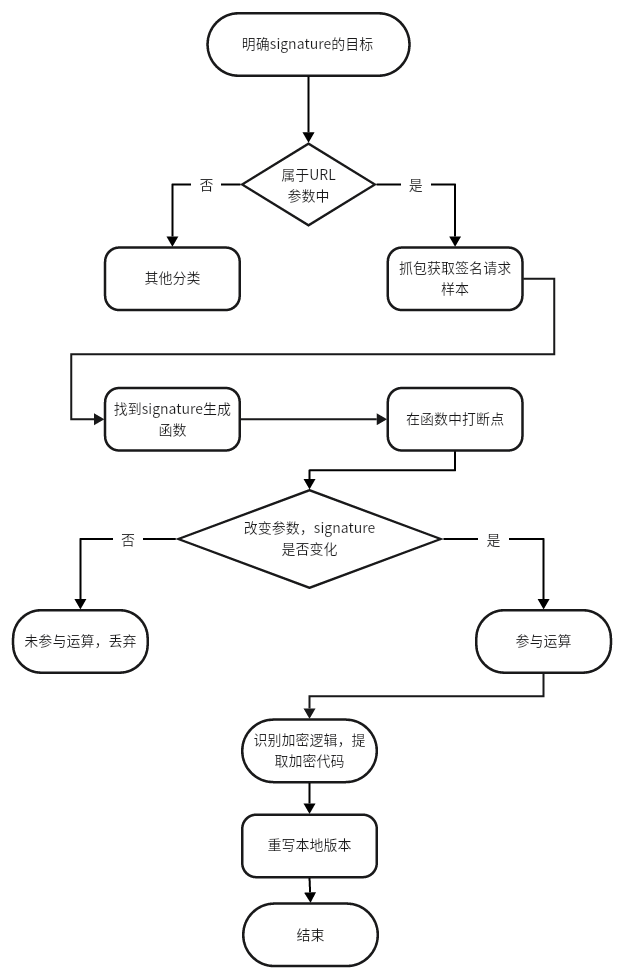 明确signature的目标
属于URL
参数中
否
是
其他分类
抓包获取签名请求
样本
找到signature生成
函数
在函数中打断点
改变参数，signature
是否变化
否
是
未参与运算，丢弃
参与运算
识别加密逻辑，提
取加密代码
重写本地版本
结束